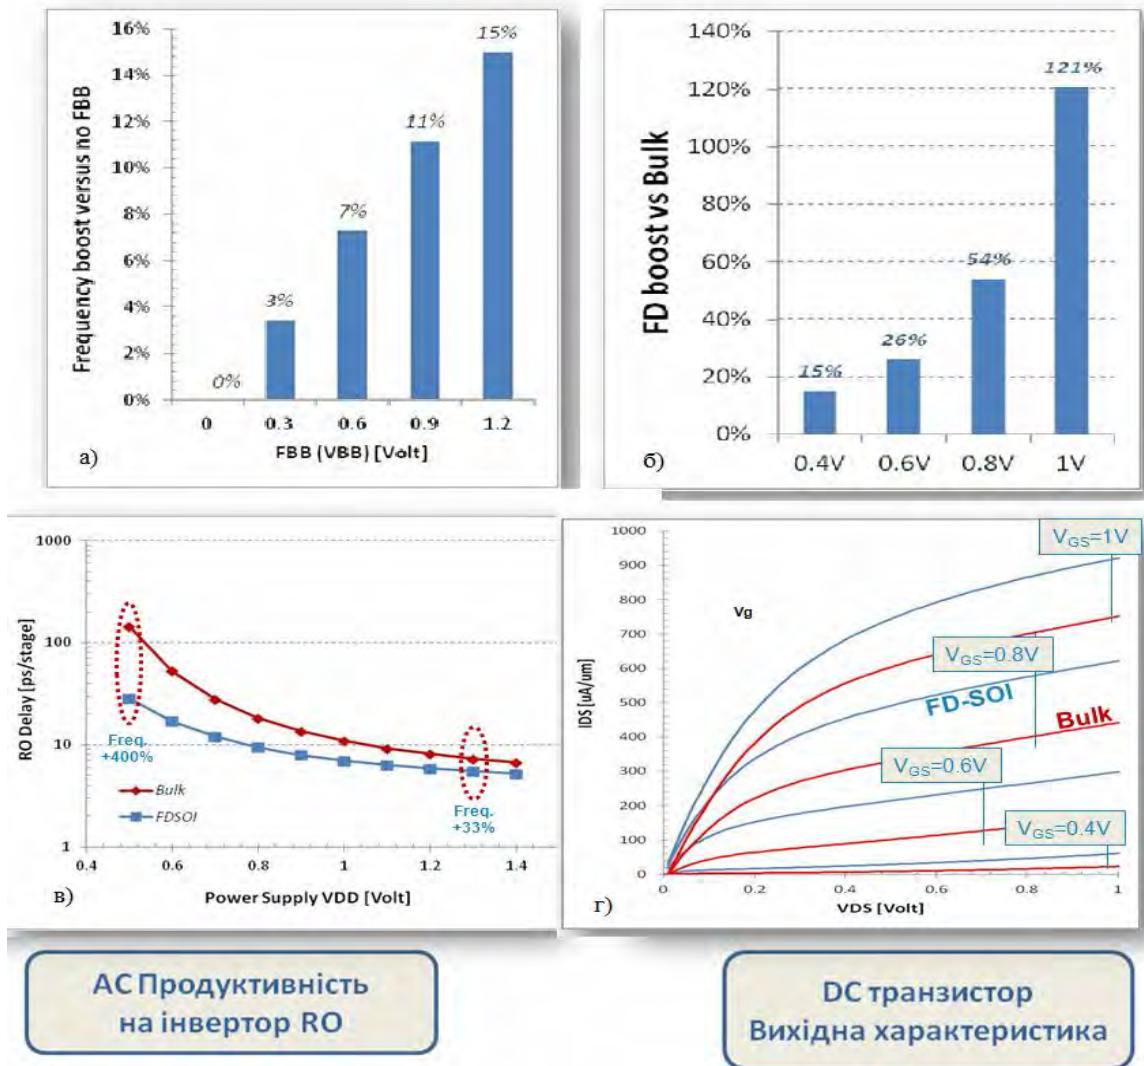 16%
14%
12%
10%
8%
6%
4%
2%
0%
Frequency boost versus no FBB
0%
3%
7%
11%
15%
0
0.3
0.6
0.9
1.2
FBB (VBB) [Volt]
а)
140%
120%
100%
80%
60%
40%
20%
0%
FD boost vs Bulk
15%
26%
54%
121%
0.4V
0.6V
0.8V
1V
б)
1000
100
10
1
RO Delay [ps/stage]
Freq.
+400%
Freq.
+33%
Bulk
FDSOI
0.4
0.6
0.8
1
1.2
1.4
Power Supply VDD [Volt]
в)
1000
900
800
700
600
500
400
300
200
100
0
IDS [uA/um]
Vg
VGS=1V
VGS=0.8V
FD-SOI
Bulk
VGS=0.6V
VGS=0.4V
0
0.2
0.4
0.6
0.8
1
VDS [Volt]
г)
AC Продуктивність
на інвертор RO
DC транзистор
Вихідна характеристика